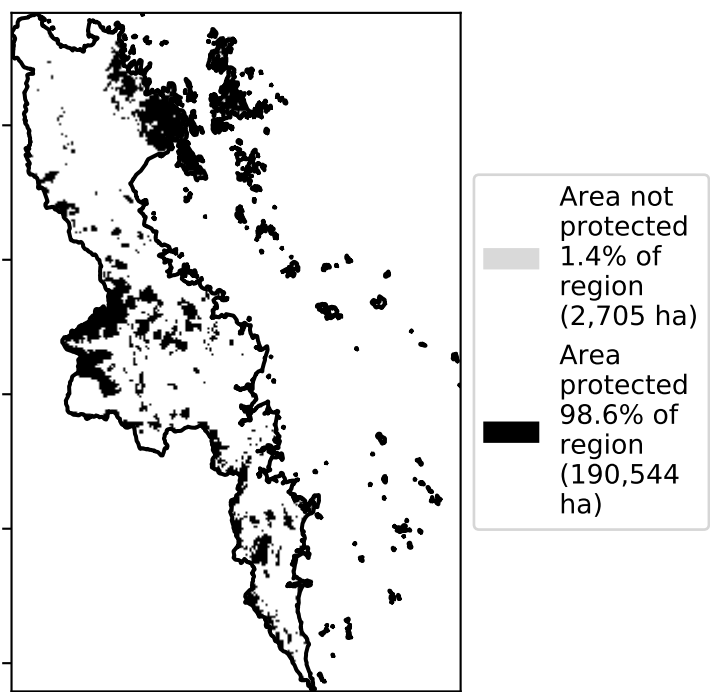 Area not
protected
1.4% of
region
(2,705 ha)
Area
protected
98.6% of
region
(190,544
ha)